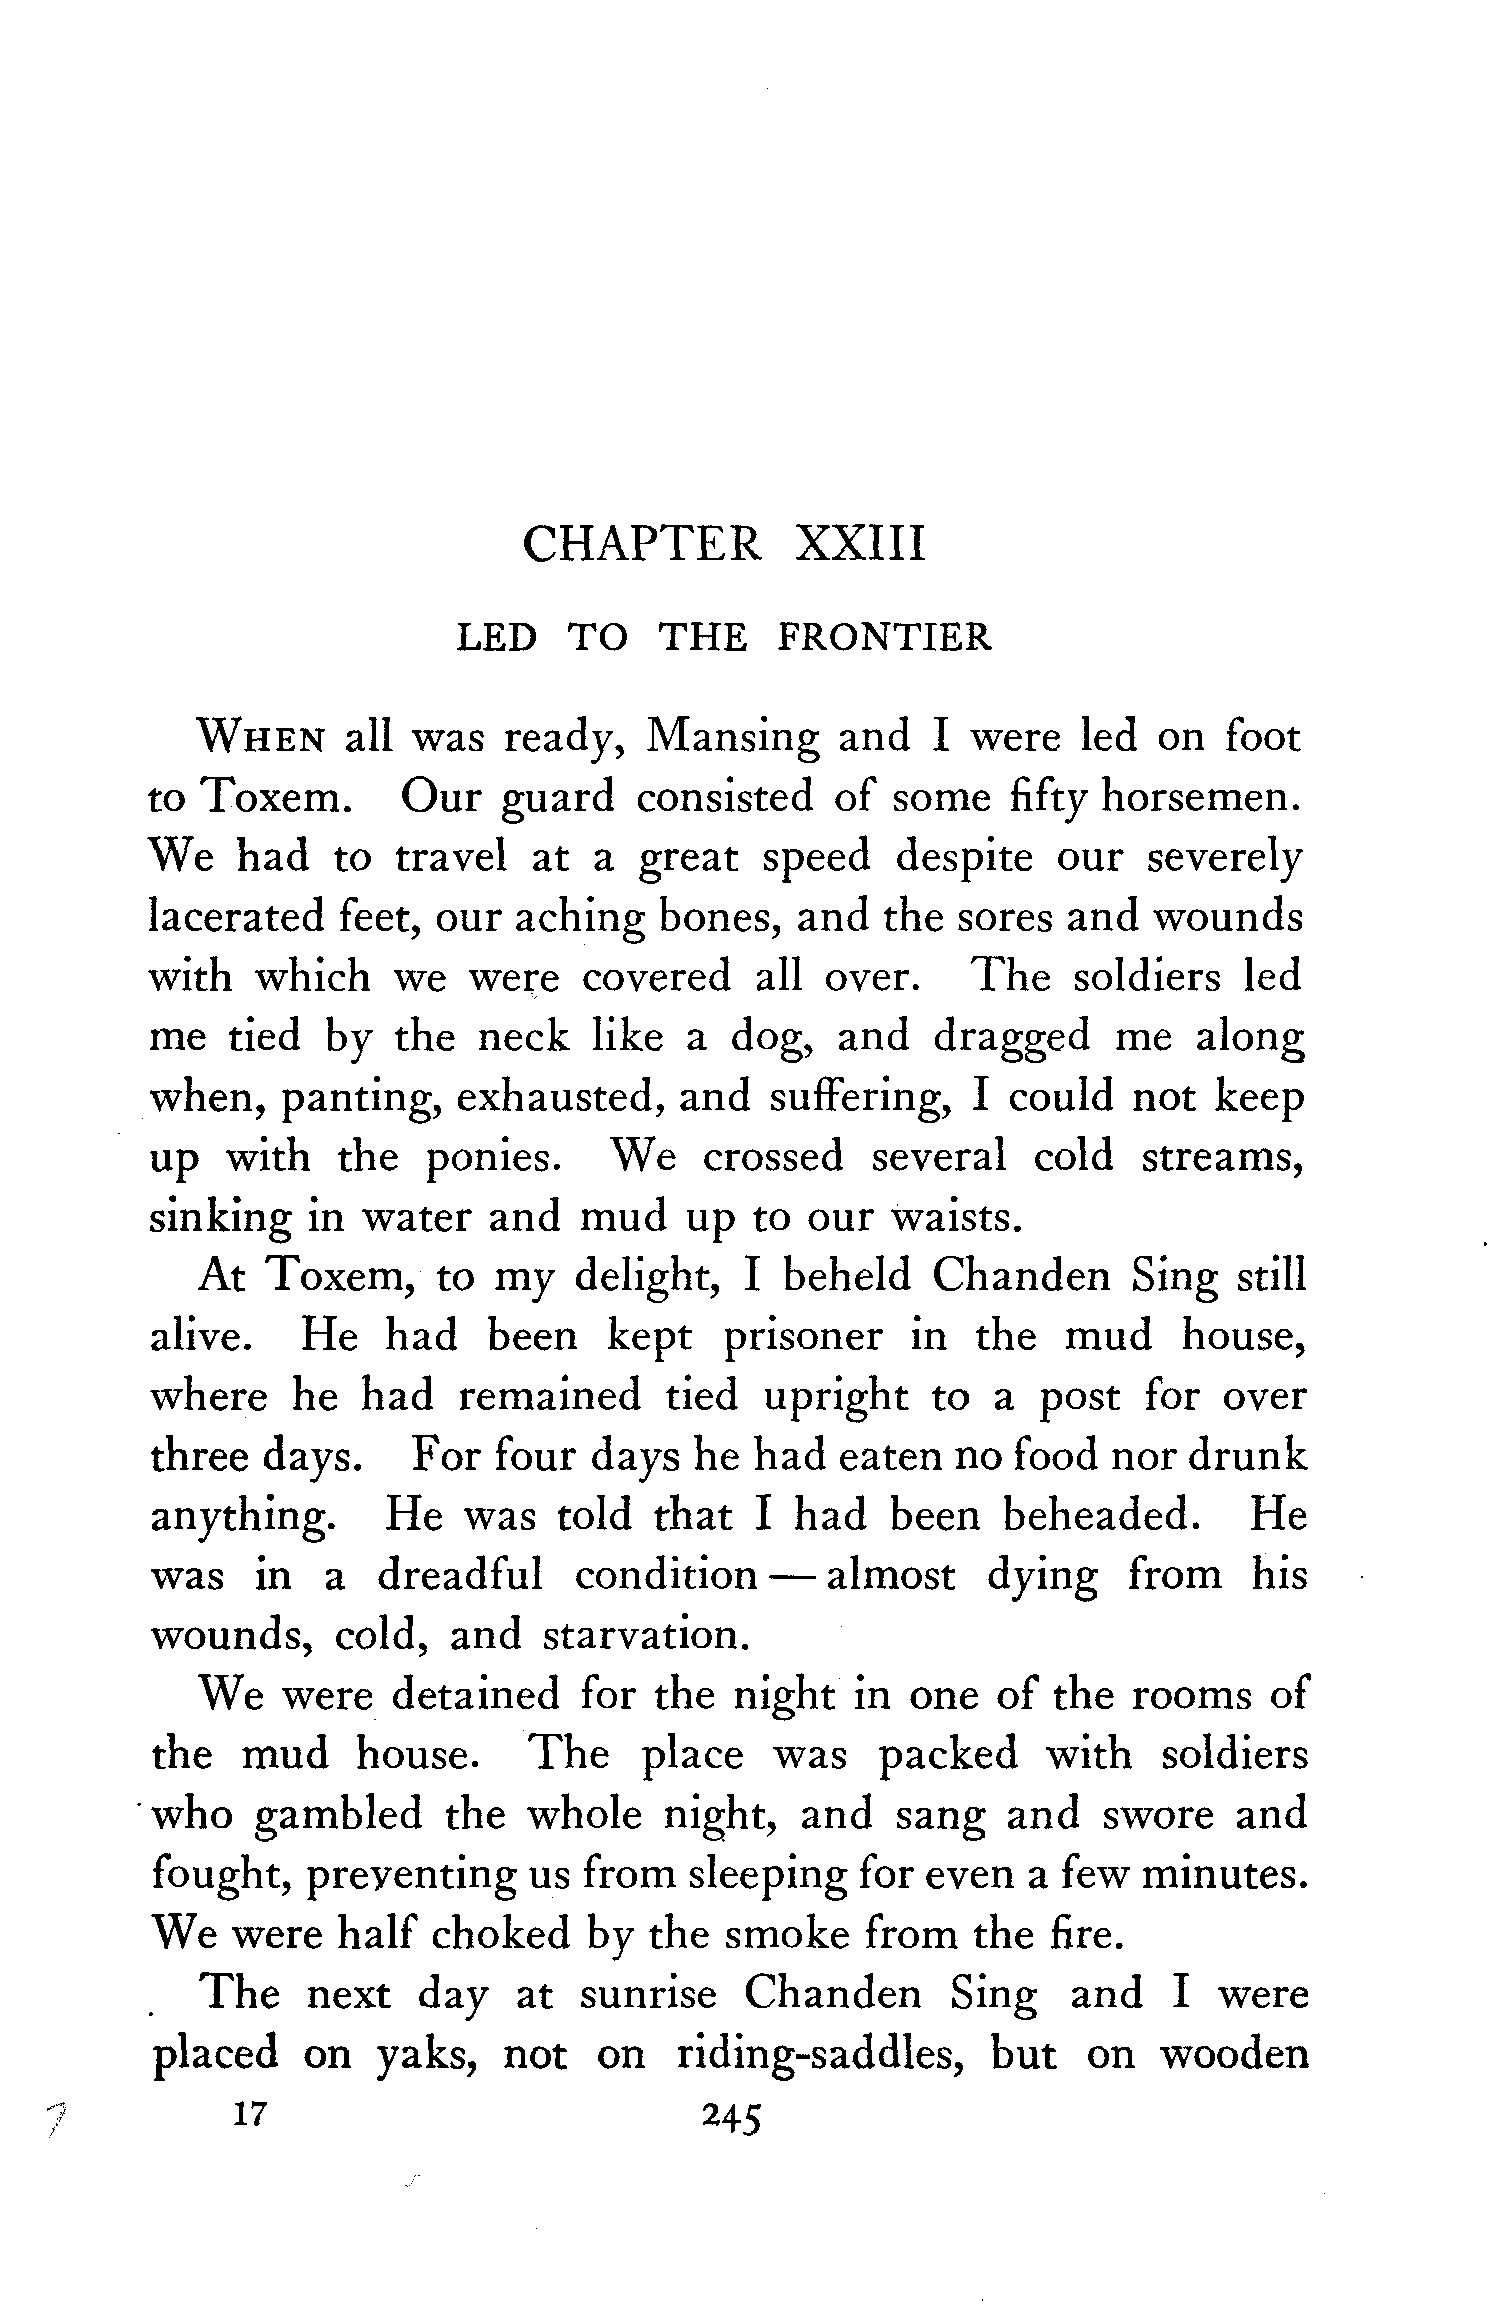 CHAPTER XXIII
LED TO THE FRONTIER
WHEN all was ready, Mansing and I were led on foot
to Toxem. Our guard consisted of some fifty horsemen.
We had to travel at a great speed despite our severely
lacerated feet, our aching bones, and the sores and wounds
with which we were covered all over. The soldiers led
me tied by the neck like a dog, and dragged me along
when, panting, exhausted, and suffering, I could not keep
up with the ponies. We crossed several cold streams,
sinking in water and mud up to our waists.
At Toxem, to my delight, I beheld Chanden Sing still
alive. He had been kept prisoner in the mud house,
where he had remained tied upright to a post for over
three days. For four days he had eaten no food nor drunk
anything. He was told that I had been beheaded. He
was in a dreadful condition — almost dying from his
wounds, cold, and starvation.
We were detained for the night in one of the rooms of
the mud house. The place was packed with soldiers
who gambled the whole night, and sang and swore and
fought, preventing us from sleeping for even a few minutes.
We were half choked by the smoke from the fire.
The next day at sunrise Chanden Sing and I were
placed on yaks, not on riding-saddles, but on wooden
17 245